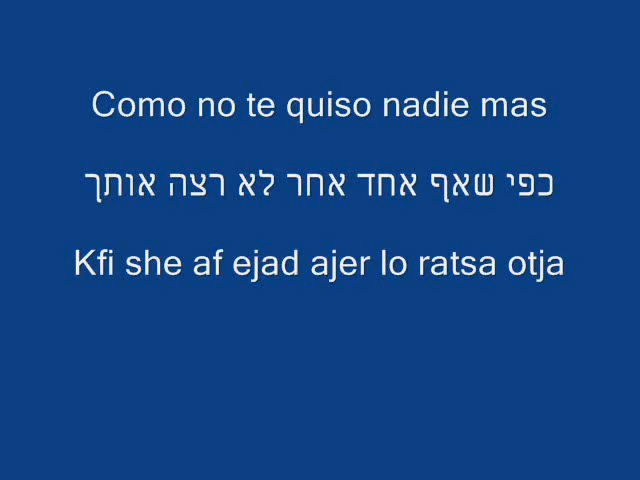 Como no te quiso nadie mas
כפי שאף אחד אחר לא רצה אותך
Kfi she af ejad ajer lo ratsa otja